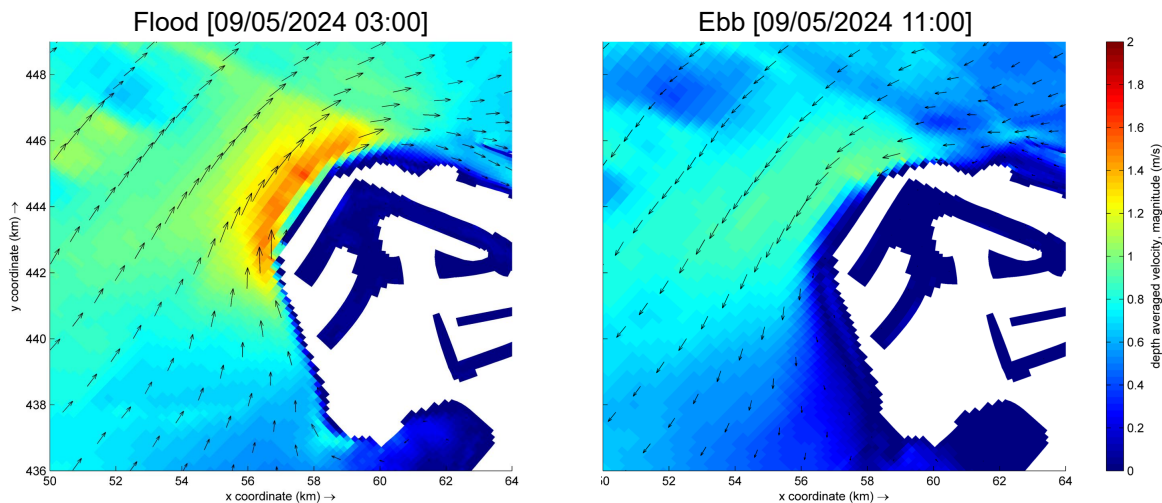 Flood [09/05/2024 03:00]
Ebb [09/05/2024 11:00]
448
446
444
442
440
438
436
y coordinate (km) →
50 52 54 56 58 60 62 64
x coordinate (km) →
50 52 54 56 58 60 62 64
x coordinate (km) →
2
1.8
1.6
1.4
1.2
1
0.8
0.6
0.4
0.2
0
depth averaged velocity, magnitude (m/s)